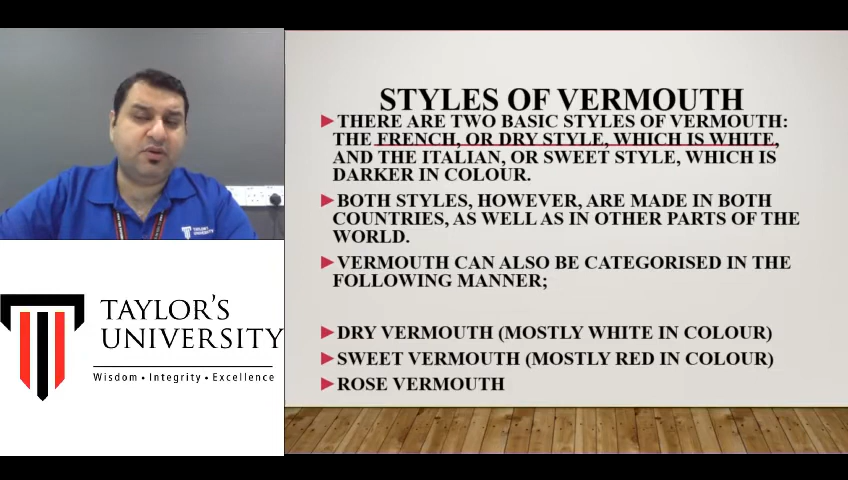 STYLES OF VERMOUTH
THERE ARE TWO BASIC STYLES OF VERMOUTH:
THE FRENCH, OR DRY STYLE, WHICH IS WHITE,
AND THE ITALIAN, OR SWEET STYLE, WHICH IS
DARKER IN COLOUR.
BOTH STYLES, HOWEVER, ARE MADE IN BOTH
COUNTRIES, AS WELL AS IN OTHER PARTS OF THE
WORLD.
VERMOUTH CAN ALSO BE CATEGORISED IN THE
FOLLOWING MANNER;
DRY VERMOUTH (MOSTLY WHITE IN COLOUR)
SWEET VERMOUTH (MOSTLY RED IN COLOUR)
ROSE VERMOUTH
TAYLOR'S
UNIVERSITY
Wisdom • Integrity • Excellence
TAYLOR'S
UNIVERSITY